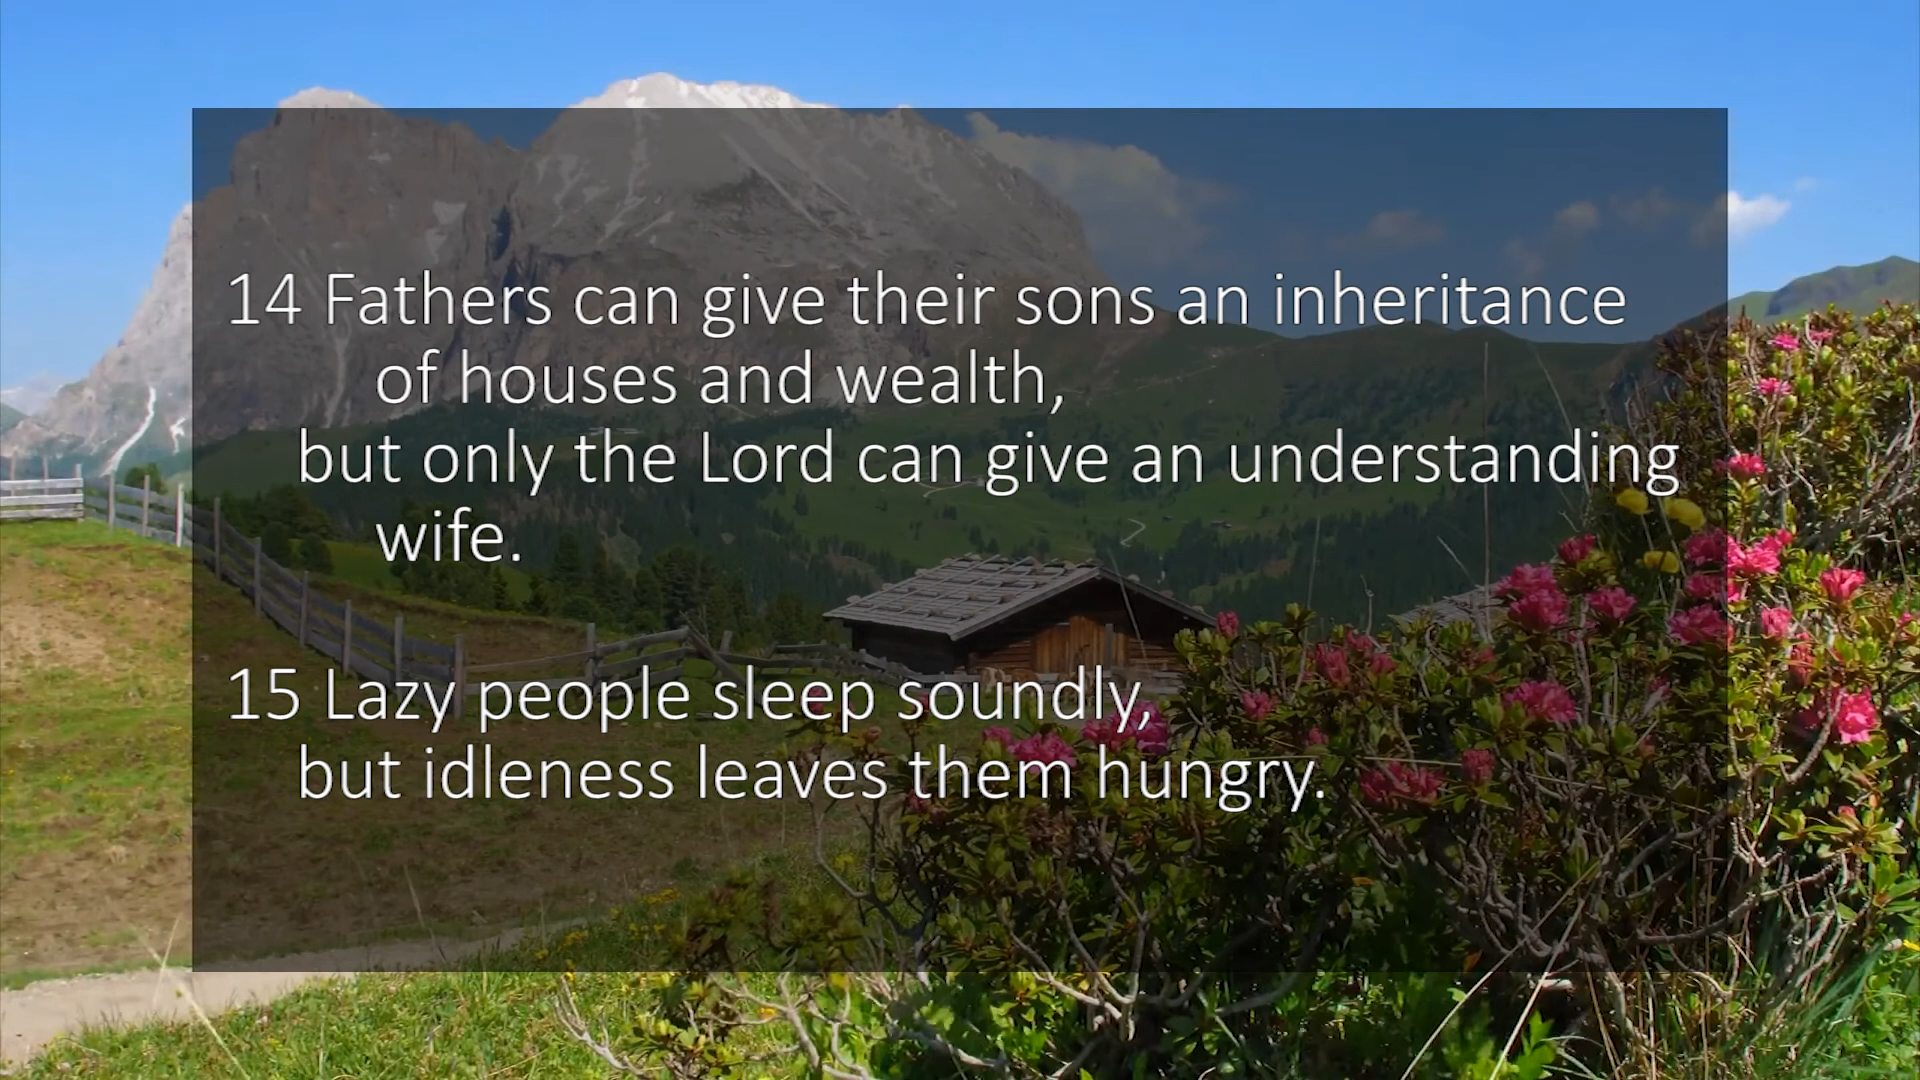 14 Fathers can give their sons an inheritance
of houses and wealth,
but only the Lord can give an understanding
wife.
15 Lazy people sleep soundly,
but idleness leaves them hungry.